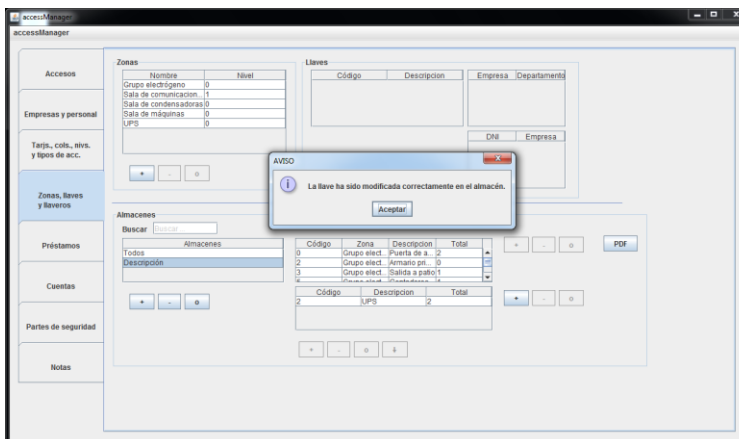 accessManager
accessManager
Accesos
Empresas y personal
Tarjs., cols., nivs.
y tipos de acc.
Zonas, llaves
y llaveros
Préstamos
Cuentas
Partes de seguridad
Notas
Zonas
Nombre Nivel
Grupo electrógeno 0
Sala de comunicacion... 1
Sala de condensadoras 0
Sala de máquinas 0
UPS 0
+ - o
Llaves
Código Descripcion
Empresa Departamento
DNI Empresa
AVISO
La llave ha sido modificada correctamente en el almacén.
Aceptar
Almacenes
Buscar Buscar...
Almacenes
Todos
Descripción
+ - o
Código Zona Descripcion Total
0 Grupo elect... Puerta de a... 2
2 Grupo elect... Armario pri... 0
3 Grupo elect... Salida a patio 1
Código Descripcion Total
2 UPS 2
+ - o
+ - o
+ - o
PDF